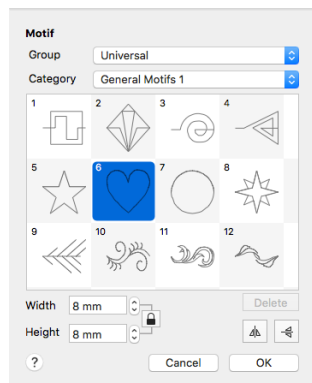 Motif
Group Universal
Category General Motifs 1
1 2 3 4
5 6 7 8
9 10 11 12
Width 8 mm Delete
Height 8 mm
? Cancel OK